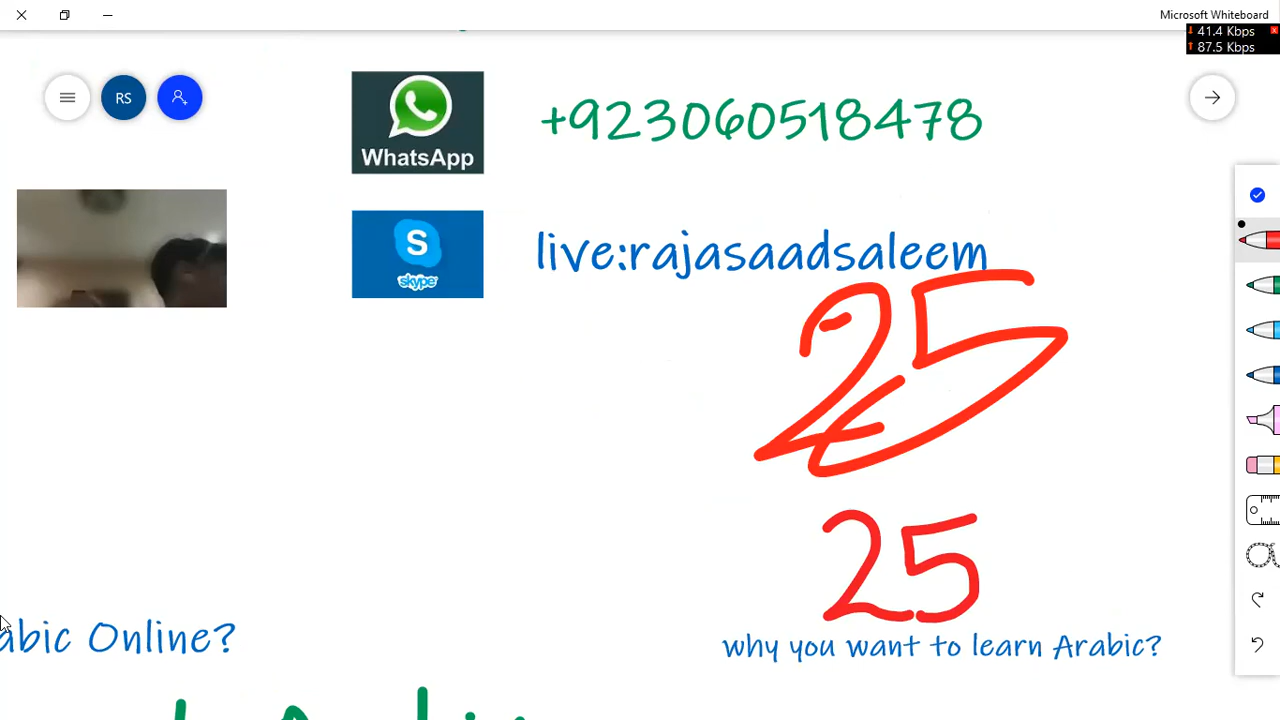 Microsoft Whiteboard
41.4 Kbps
87.5 Kbps
RS
WhatsApp
+923060518478
S
skype
live:rajasaadsaleem
25
25
abic Online?
why you want to learn Arabic?